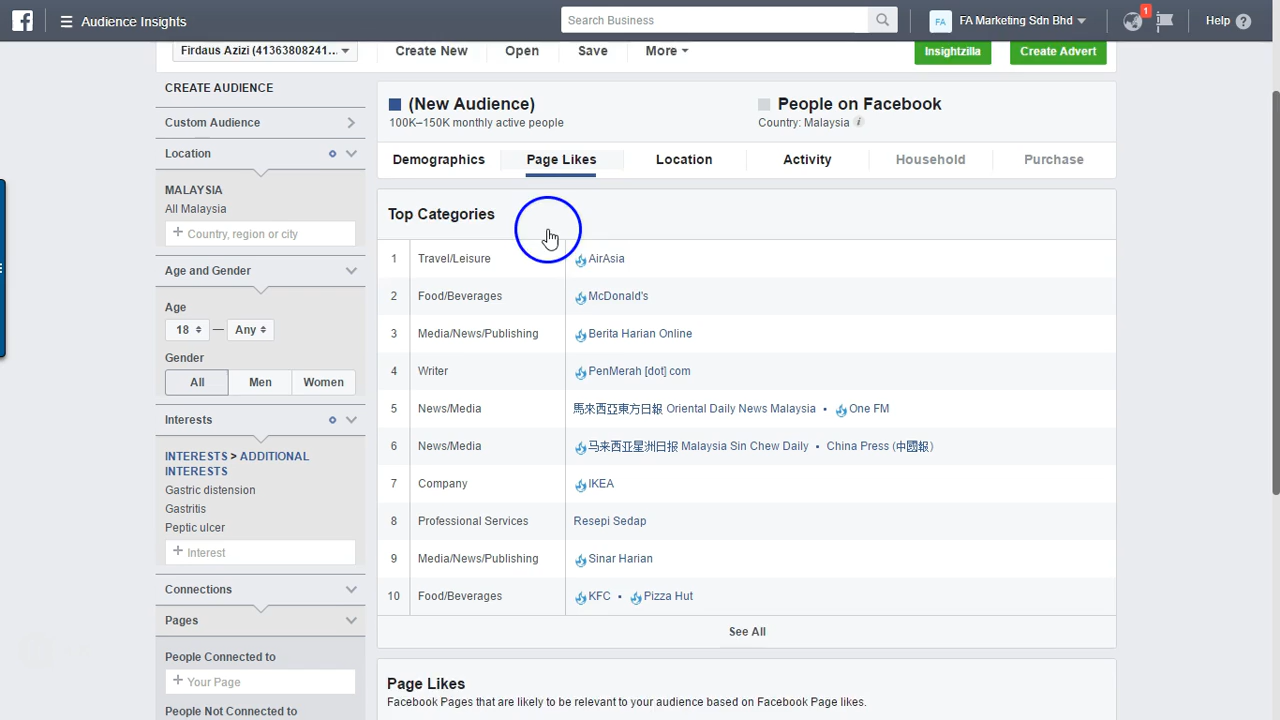 Audience Insights
Search Business
FA
FA Marketing Sdn Bhd
1
Help ?
Firdaus Azizi (41363808241...
Create New
Open
Save
More
Insightzilla
Create Advert
CREATE AUDIENCE
Custom Audience
Location
MALAYSIA
All Malaysia
+ Country, region or city
Age and Gender
Age
18 — Any
Gender
All Men Women
Interests
INTERESTS > ADDITIONAL
INTERESTS
Gastric distension
Gastritis
Peptic ulcer
+ Interest
Connections
Pages
People Connected to
+ Your Page
People Not Connected to
(New Audience)
100K–150K monthly active people
People on Facebook
Country: Malaysia i
Demographics Page Likes Location Activity Household Purchase
Top Categories
1 Travel/Leisure AirAsia
2 Food/Beverages McDonald's
3 Media/News/Publishing Berita Harian Online
4 Writer PenMerah [dot] com
5 News/Media 馬來西亞東方日報 Oriental Daily News Malaysia • One FM
6 News/Media 马来西亚星洲日报 Malaysia Sin Chew Daily • China Press (中國報)
7 Company IKEA
8 Professional Services Resepi Sedap
9 Media/News/Publishing Sinar Harian
10 Food/Beverages KFC • Pizza Hut
See All
Page Likes
Facebook Pages that are likely to be relevant to your audience based on Facebook Page likes.